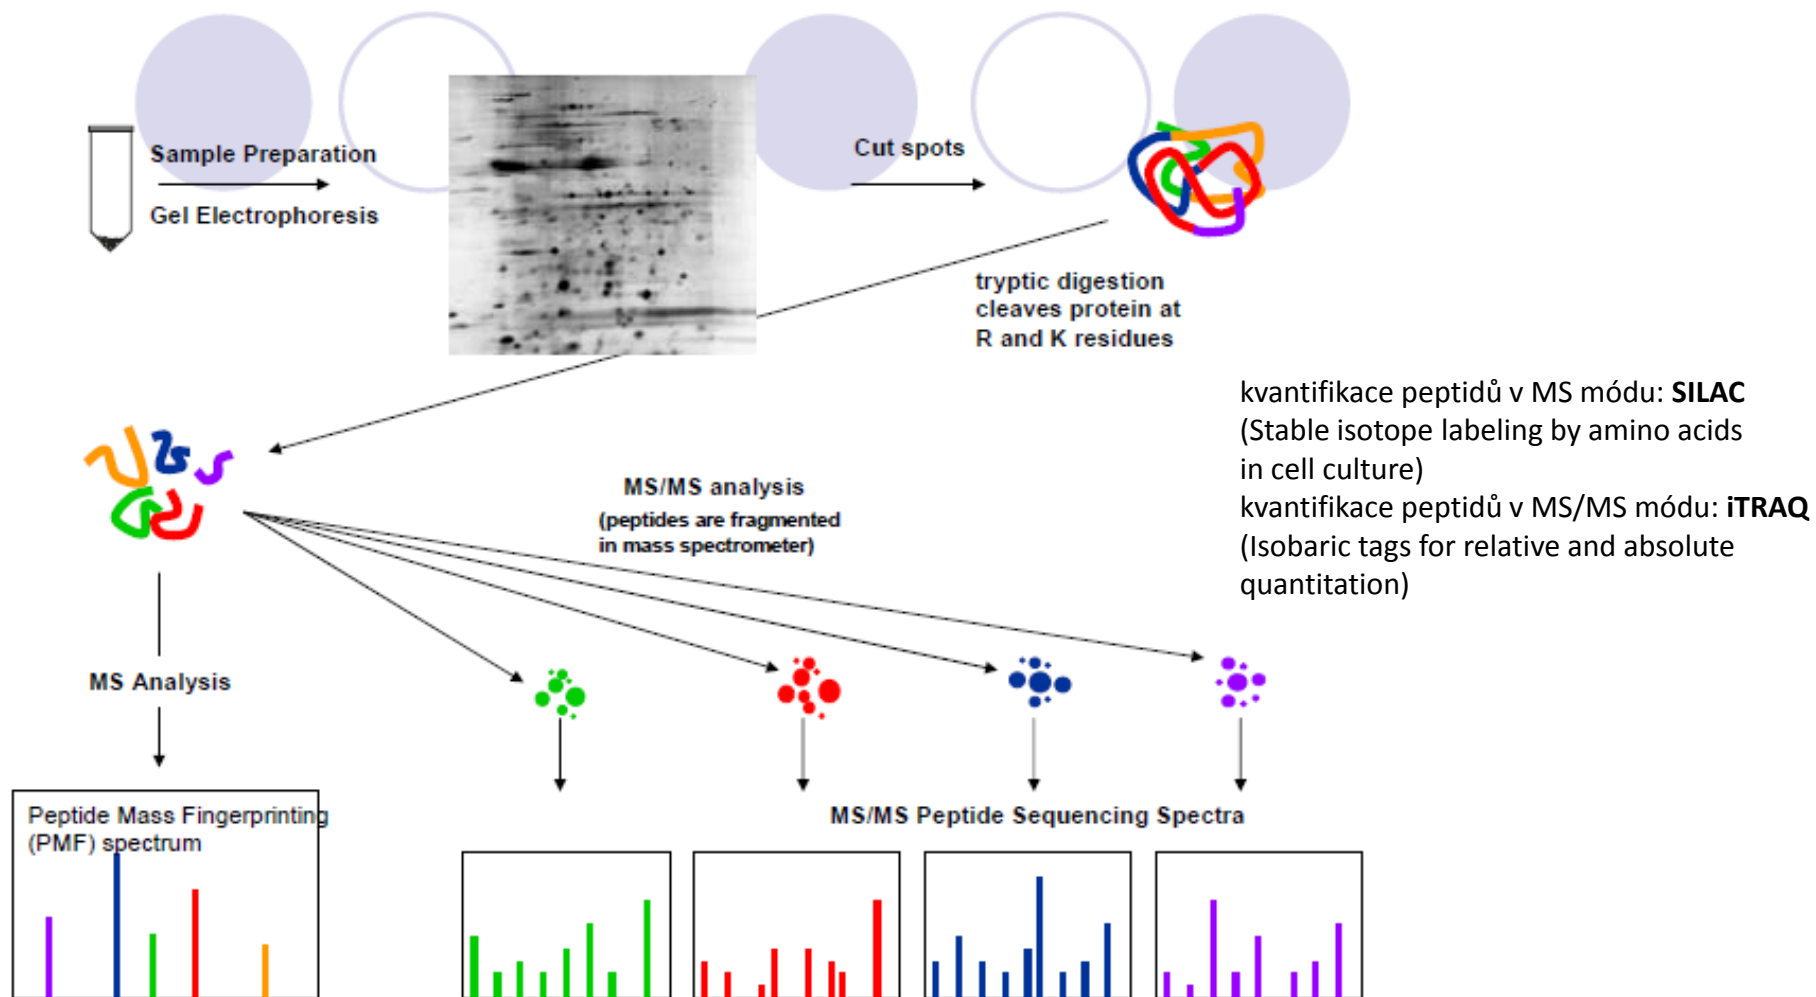 Sample Preparation
Gel Electrophoresis
Cut spots
tryptic digestion
cleaves protein at
R and K residues
kvantifikace peptidů v MS módu: SILAC
(Stable isotope labeling by amino acids
in cell culture)
kvantifikace peptidů v MS/MS módu: iTRAQ
(Isobaric tags for relative and absolute
quantitation)
MS/MS analysis
(peptides are fragmented
in mass spectrometer)
MS Analysis
Peptide Mass Fingerprinting
(PMF) spectrum
MS/MS Peptide Sequencing Spectra